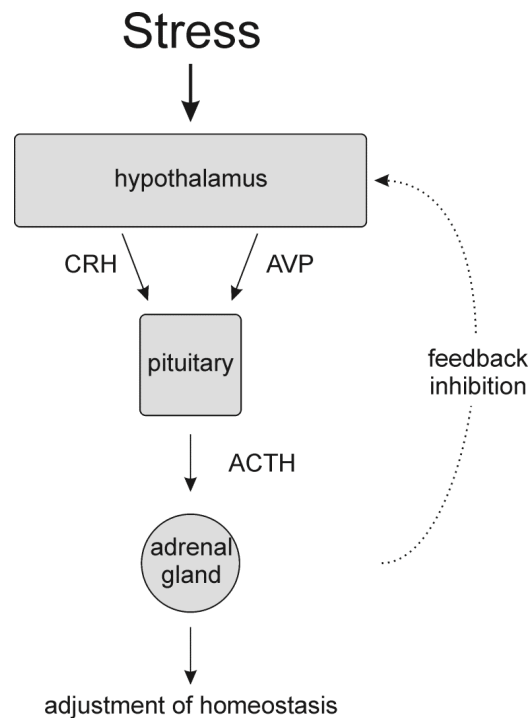 Stress
hypothalamus
CRH
AVP
pituitary
feedback
inhibition
ACTH
adrenal
gland
adjustment of homeostasis